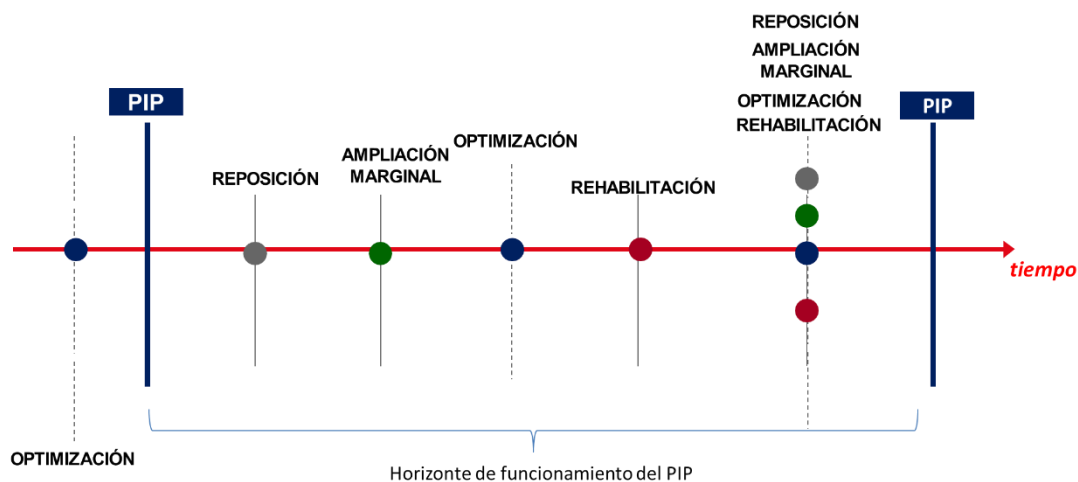 REPOSICIÓN
AMPLIACIÓN
MARGINAL
OPTIMIZACIÓN
REHABILITACIÓN
PIP
PIP
OPTIMIZACIÓN
AMPLIACIÓN
MARGINAL
REPOSICIÓN
REHABILITACIÓN
tiempo
OPTIMIZACIÓN
Horizonte de funcionamiento del PIP